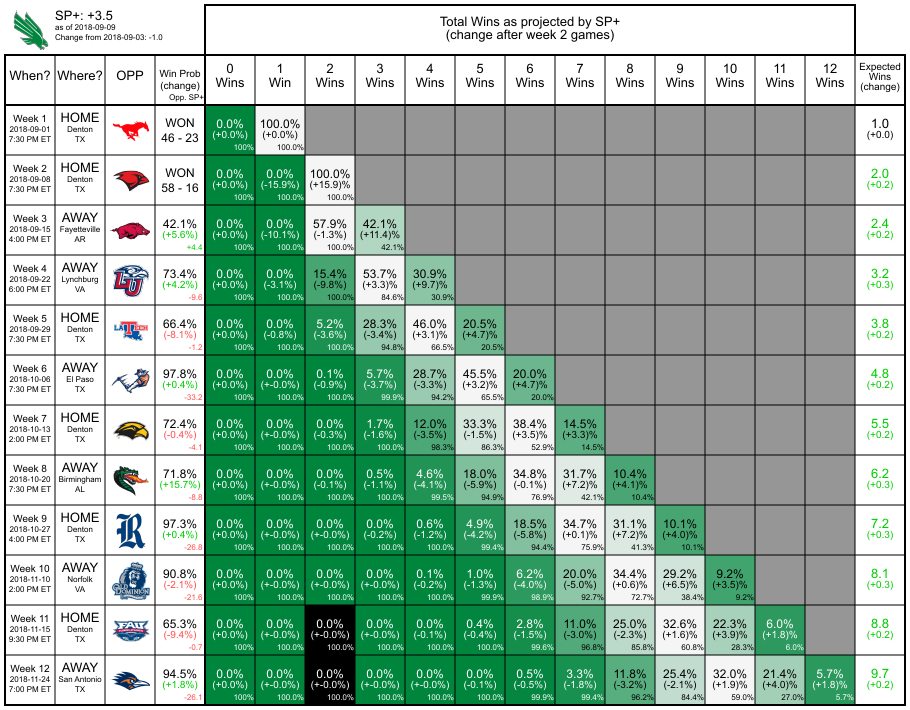 SP+: +3.5
as of 2018-09-09
Change from 2018-09-03: -1.0
Total Wins as projected by SP+
(change after week 2 games)
When? Where? OPP Win Prob (change) Opp. SP+ 0 Wins 1 Win 2 Wins 3 Wins 4 Wins 5 Wins 6 Wins 7 Wins 8 Wins 9 Wins 10 Wins 11 Wins 12 Wins Expected Wins (change)
Week 1 HOME WON 0.0% 100.0% 1.0
2018-09-01 Denton 46 - 23 (+0.0%) (+0.0%) (+0.0)
7:30 PM ET TX 100% 100.0%
Week 2 HOME WON 0.0% 0.0% 100.0% 2.0
2018-09-08 Denton 58 - 16 (+0.0%) (-15.9%) (+15.9)% (+0.2)
7:30 PM ET TX 100% 100.0% 100.0%
Week 3 AWAY 42.1% 0.0% 0.0% 57.9% 42.1% 2.4
2018-09-15 Fayetteville (+5.6%) (+0.0%) (-10.1%) (-1.3%) (+11.4)% (+0.2)
4:00 PM ET AR +4.4 100% 100.0% 100.0% 42.1%
Week 4 AWAY LU 73.4% 0.0% 0.0% 15.4% 53.7% 30.9% 3.2
2018-09-22 Lynchburg (+4.2%) (+0.0%) (-3.1%) (-9.8%) (+3.3)% (+9.7)% (+0.3)
6:00 PM ET VA -9.6 100% 100.0% 100.0% 84.6% 30.9%
Week 5 HOME LA TECH 66.4% 0.0% 0.0% 5.2% 28.3% 46.0% 20.5% 3.8
2018-09-29 Denton (-8.1%) (+0.0%) (-0.8%) (-3.6%) (-3.4%) (+3.1)% (+4.7)% (+0.2)
7:30 PM ET TX -1.2 100% 100.0% 100.0% 94.8% 66.5% 20.5%
Week 6 AWAY 97.8% 0.0% 0.0% 0.1% 5.7% 28.7% 45.5% 20.0% 4.8
2018-10-06 El Paso (+0.4%) (+0.0%) (+-0.0%) (-0.9%) (-3.7%) (-3.3%) (+3.2)% (+4.7)% (+0.2)
7:30 PM ET TX -33.2 100% 100.0% 100.0% 99.9% 94.2% 65.5% 20.0%
Week 7 HOME 72.4% 0.0% 0.0% 0.0% 1.7% 12.0% 33.3% 38.4% 14.5% 5.5
2018-10-13 Denton (-0.4%) (+0.0%) (+-0.0%) (-0.3%) (-1.6%) (-3.5%) (-1.5%) (+3.5)% (+3.3)% (+0.2)
2:00 PM ET TX -4.1 100% 100.0% 100.0% 100.0% 98.3% 86.3% 52.9% 14.5%
Week 8 AWAY 71.8% 0.0% 0.0% 0.0% 0.5% 4.6% 18.0% 34.8% 31.7% 10.4% 6.2
2018-10-20 Birmingham (+15.7%) (+0.0%) (+-0.0%) (-0.1%) (-1.1%) (-4.1%) (-5.9%) (-0.1%) (+7.2)% (+4.1)% (+0.3)
7:30 PM ET AL -8.8 100% 100.0% 100.0% 100.0% 99.5% 94.9% 76.9% 42.1% 10.4%
Week 9 HOME R 97.3% 0.0% 0.0% 0.0% 0.0% 0.6% 4.9% 18.5% 34.7% 31.1% 10.1% 7.2
2018-10-27 Denton (+0.4%) (+0.0%) (+-0.0%) (+-0.0%) (-0.2%) (-1.2%) (-4.2%) (-5.8%) (+0.1)% (+7.2)% (+4.0)% (+0.3)
4:00 PM ET TX -26.8 100% 100.0% 100.0% 100.0% 100.0% 99.4% 94.4% 75.9% 41.3% 10.1%
Week 10 AWAY OLD DOMINION 90.8% 0.0% 0.0% 0.0% 0.0% 0.1% 1.0% 6.2% 20.0% 34.4% 29.2% 9.2% 8.1
2018-11-10 Norfolk (-2.1%) (+0.0%) (+-0.0%) (+-0.0%) (+-0.0%) (-0.2%) (-1.3%) (-4.0%) (-5.0%) (+0.6)% (+6.5)% (+3.5)% (+0.3)
2:00 PM ET VA -21.6 100% 100.0% 100.0% 100.0% 100.0% 99.9% 98.9% 92.7% 72.7% 38.4% 9.2%
Week 11 HOME FAU 65.3% 0.0% 0.0% 0.0% 0.0% 0.0% 0.4% 2.8% 11.0% 25.0% 32.6% 22.3% 6.0% 8.8
2018-11-15 Denton (-9.4%) (+0.0%) (+-0.0%) (+-0.0%) (+-0.0%) (-0.1%) (-0.4%) (-1.5%) (-3.0%) (-2.3%) (+1.6)% (+3.9)% (+1.8)% (+0.2)
9:30 PM ET TX -0.7 100% 100.0% 100.0% 100.0% 100.0% 100.0% 99.6% 96.8% 85.8% 60.8% 28.3% 6.0%
Week 12 AWAY 94.5% 0.0% 0.0% 0.0% 0.0% 0.0% 0.1% 0.5% 3.3% 11.8% 25.4% 32.0% 21.4% 5.7% 9.7
2018-11-24 San Antonio (+1.8%) (+0.0%) (+-0.0%) (+-0.0%) (+-0.0%) (+-0.0%) (-0.1%) (-0.5%) (-1.8%) (-3.2%) (-2.1%) (+1.9)% (+4.0)% (+1.8)% (+0.2)
7:00 PM ET TX -26.1 100% 100.0% 100.0% 100.0% 100.0% 100.0% 99.9% 99.4% 96.2% 84.4% 59.0% 27.0% 5.7%